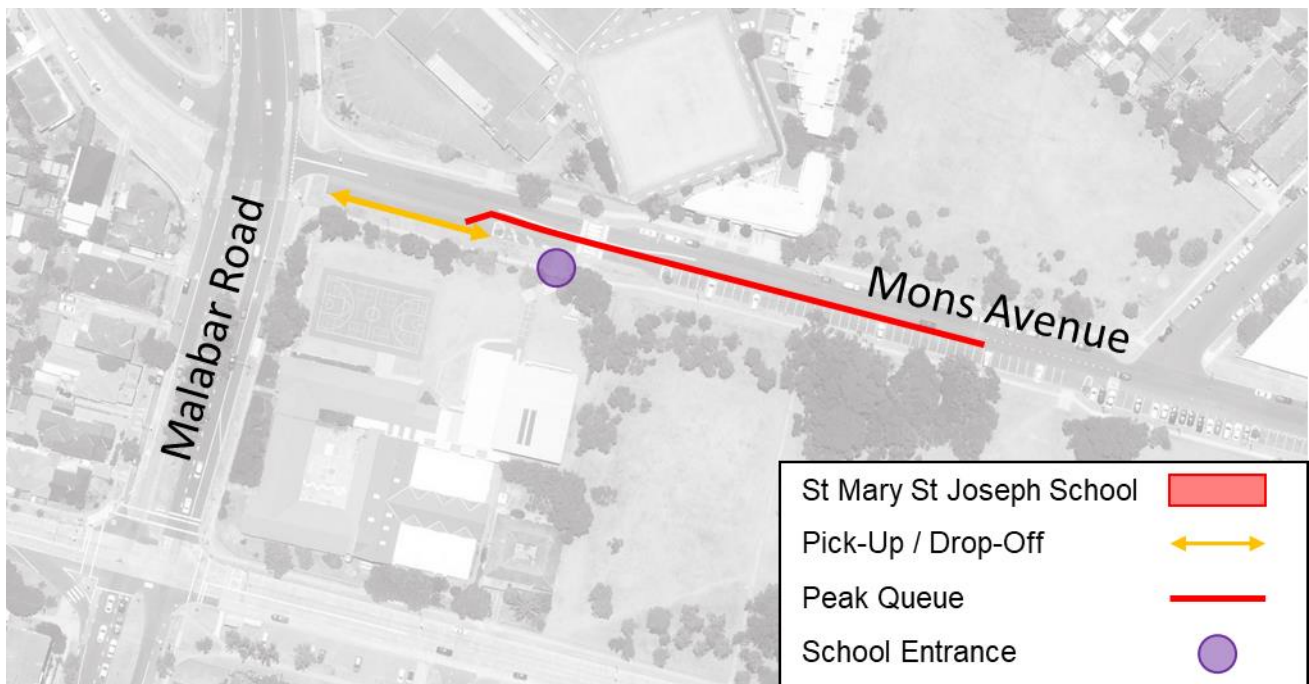 Malabar Road
Mons Avenue
St Mary St Joseph School
Pick-Up / Drop-Off
Peak Queue
School Entrance